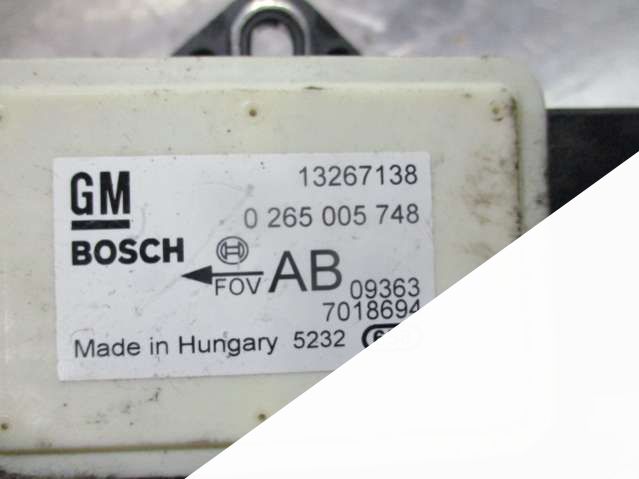 GM 13267138
0 265 005 748
BOSCH
FOV AB 09363
7018694
Made in Hungary 5232